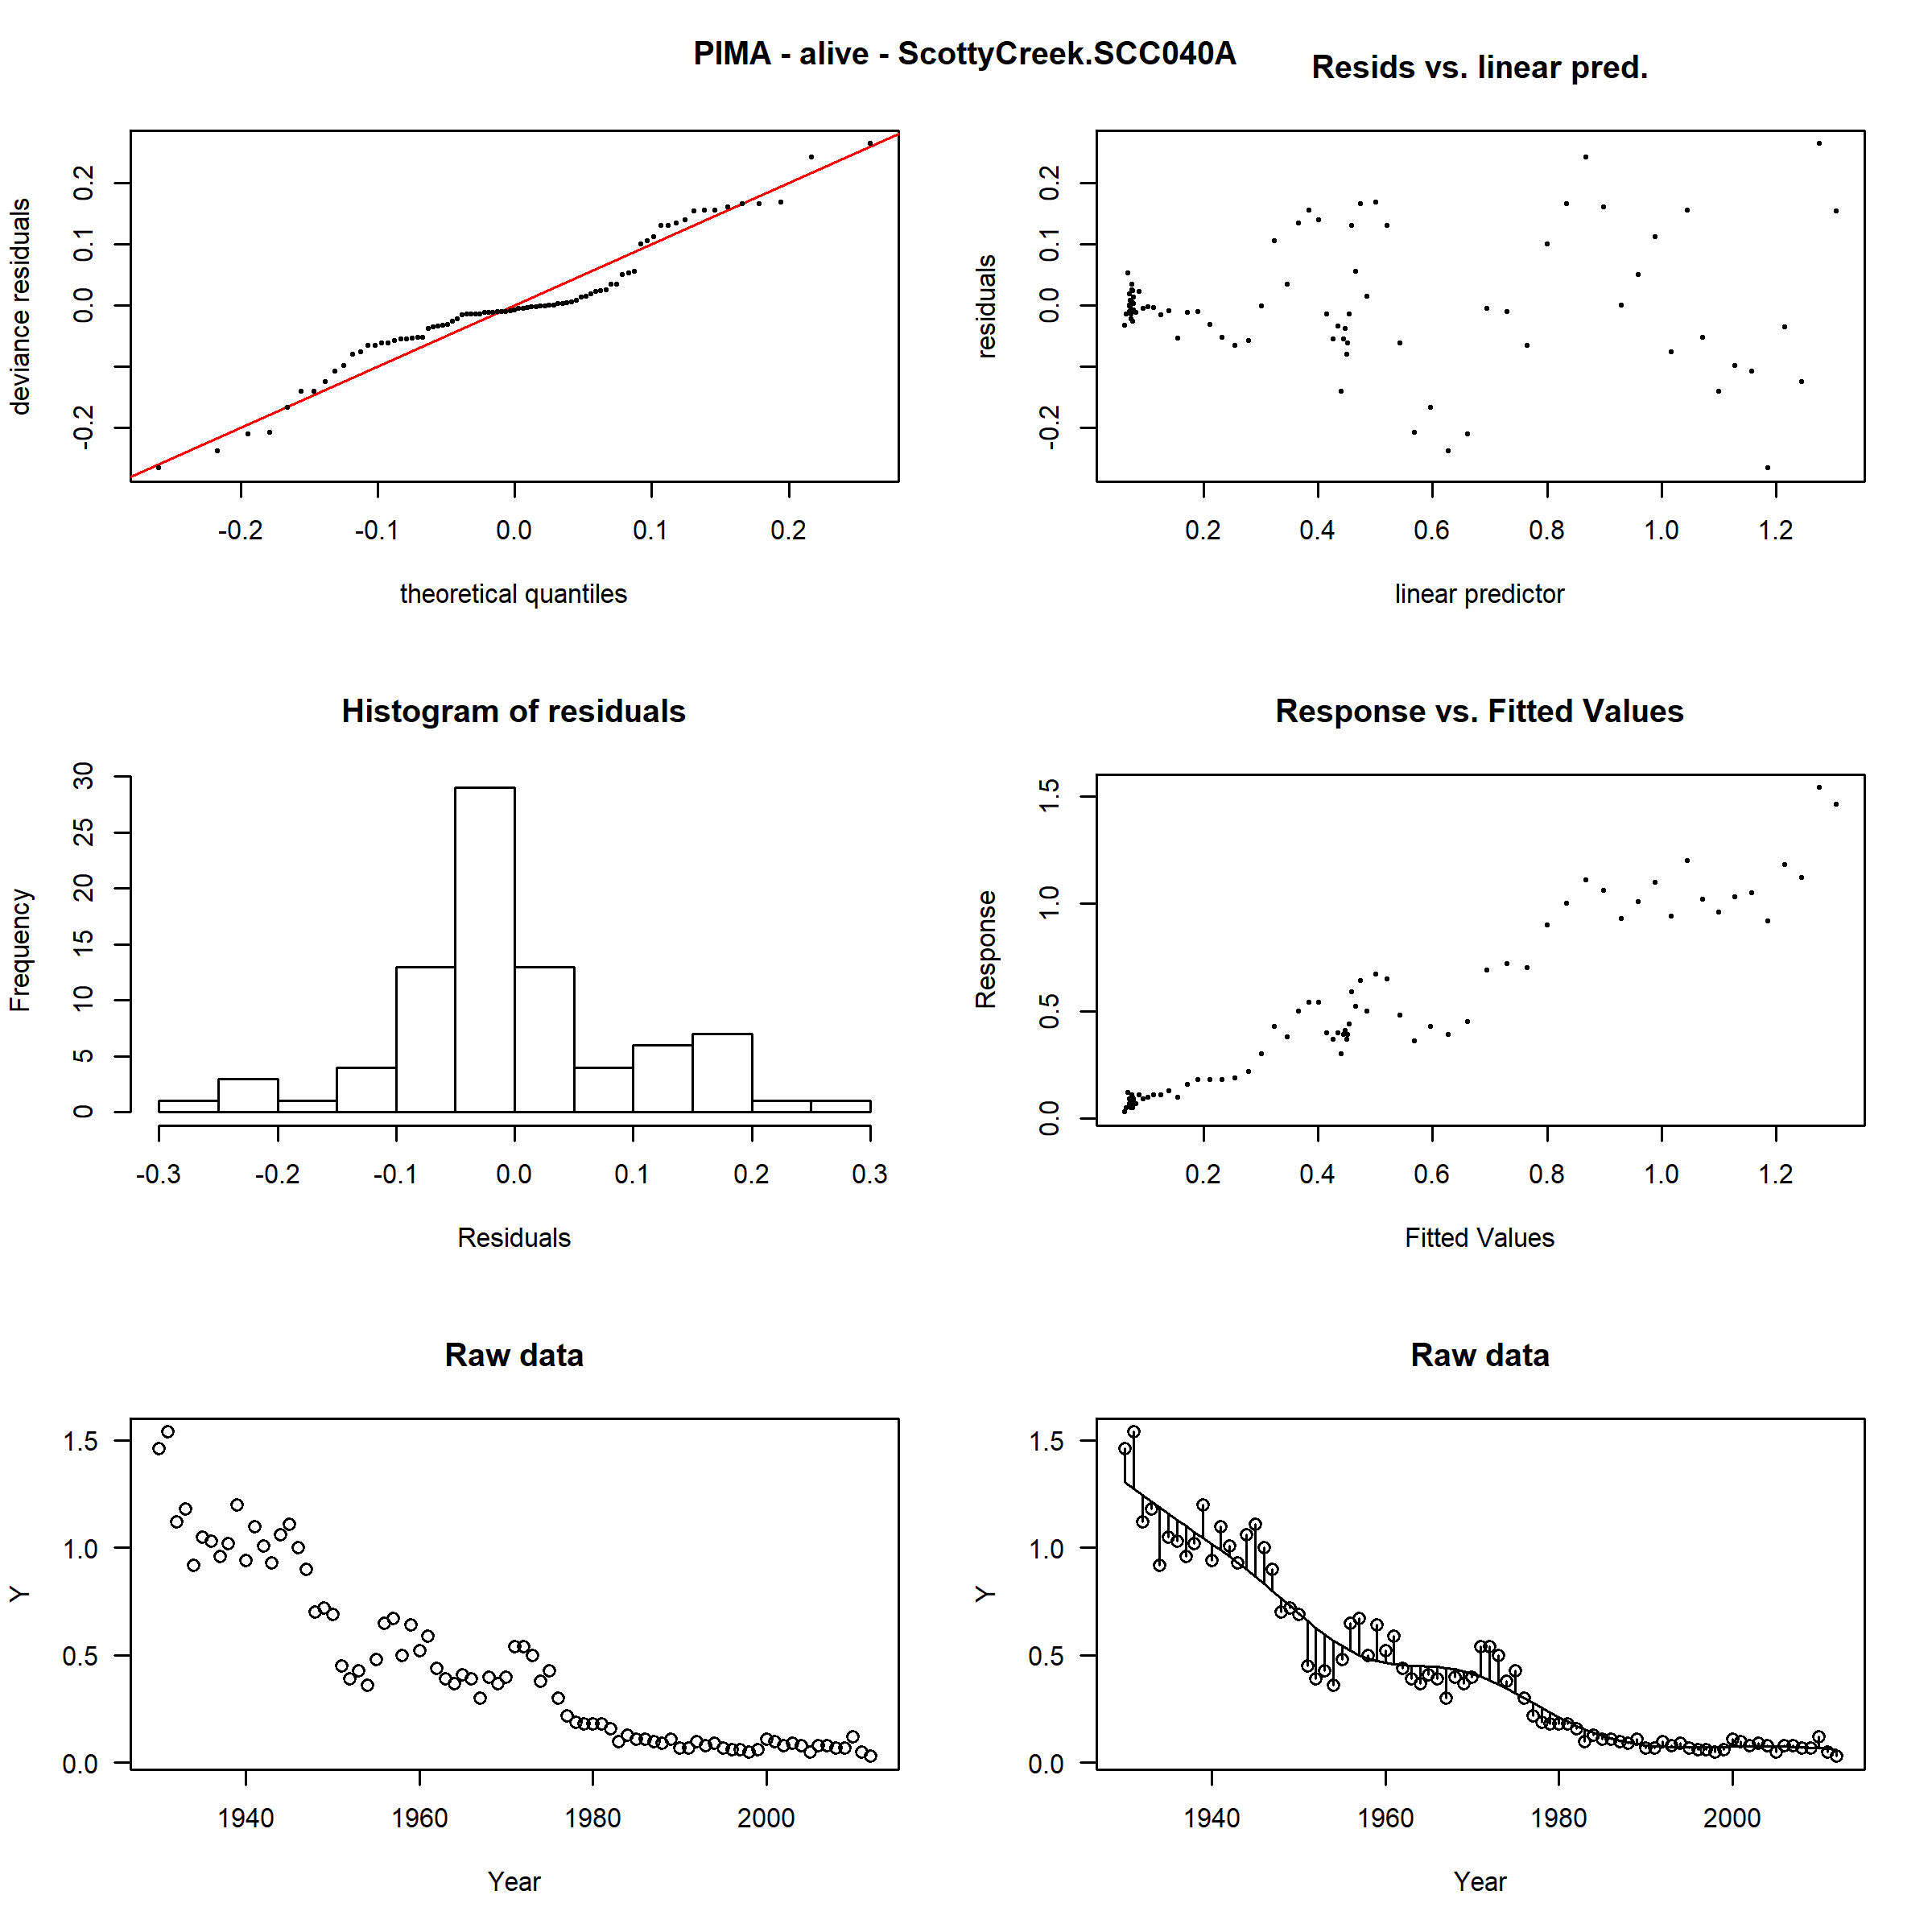 PIMA - alive - ScottyCreek.SCC040A
Resids vs. linear pred.
deviance residuals
-0.2 0.0 0.1 0.2
-0.2 -0.1 0.0 0.1 0.2
theoretical quantiles
residuals
-0.2 0.0 0.1 0.2
0.2 0.4 0.6 0.8 1.0 1.2
linear predictor
Histogram of residuals
Frequency
0 5 10 15 20 25 30
-0.3 -0.2 -0.1 0.0 0.1 0.2 0.3
Residuals
Response vs. Fitted Values
Response
0.0 0.5 1.0 1.5
0.2 0.4 0.6 0.8 1.0 1.2
Fitted Values
Raw data
Y
1.5
1.0
0.5
0.0
1940 1960 1980 2000
Year
Raw data
Y
1.5
1.0
0.5
0.0
1940 1960 1980 2000
Year